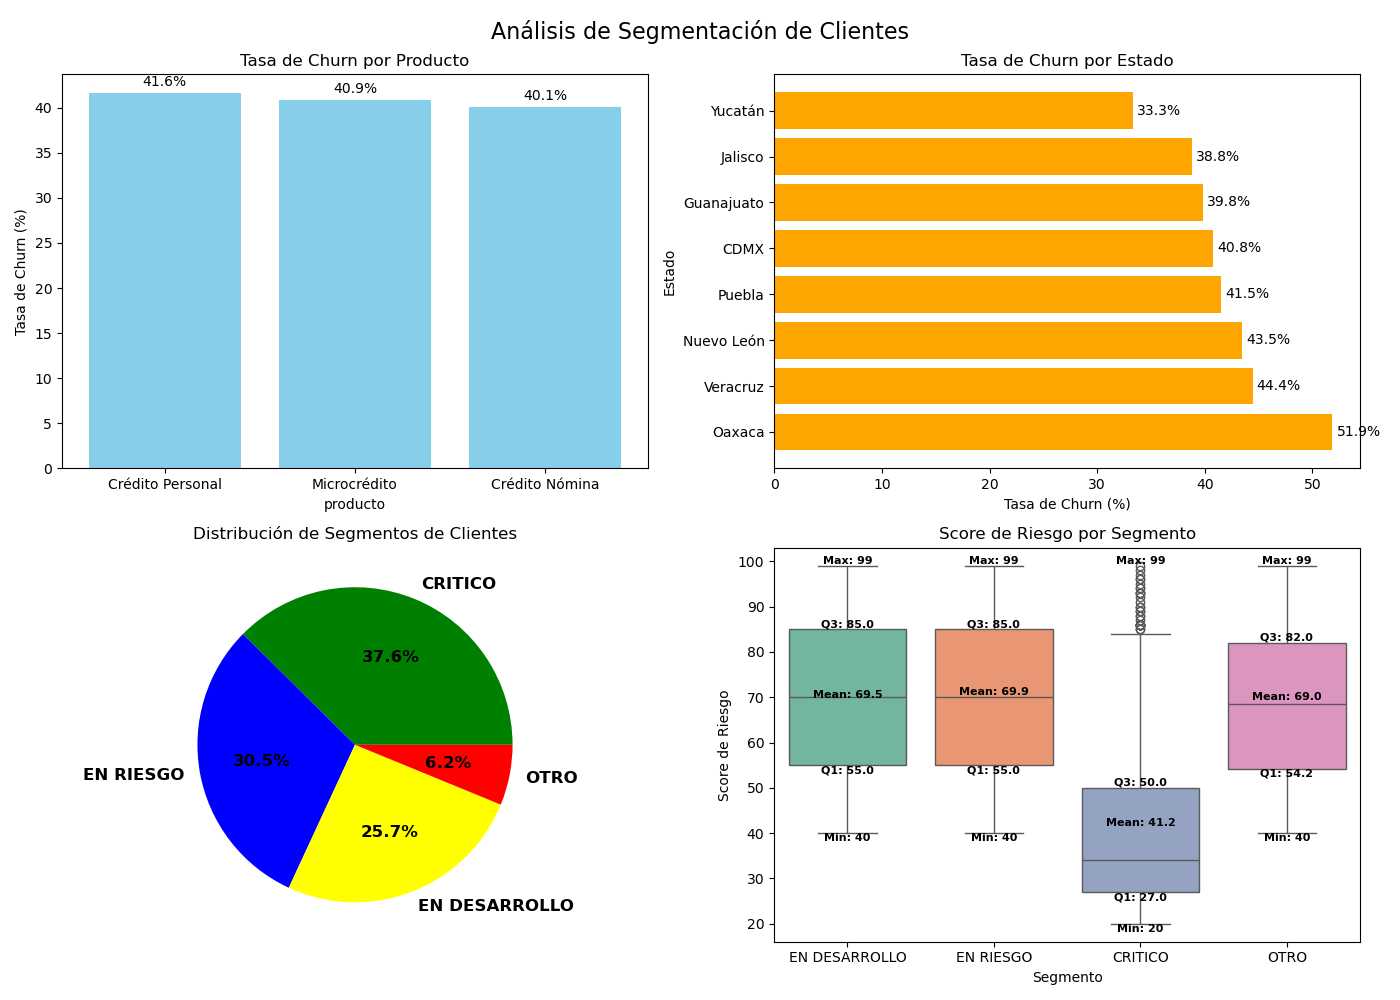 Análisis de Segmentación de Clientes
Tasa de Churn por Producto
41.6%
40.9%
40.1%
Tasa de Churn (%)
40
35
30
25
20
15
10
5
0
Crédito Personal
Microcrédito
Crédito Nómina
producto
Tasa de Churn por Estado
Estado
Yucatán
33.3%
Jalisco
38.8%
Guanajuato
39.8%
CDMX
40.8%
Puebla
41.5%
Nuevo León
43.5%
Veracruz
44.4%
Oaxaca
51.9%
0
10
20
30
40
50
Tasa de Churn (%)
Distribución de Segmentos de Clientes
CRITICO
37.6%
EN RIESGO
30.5%
EN DESARROLLO
25.7%
OTRO
6.2%
Score de Riesgo por Segmento
Score de Riesgo
100
90
80
70
60
50
40
30
20
Max: 99
Q3: 85.0
Mean: 69.5
Q1: 55.0
Min: 40
Max: 99
Q3: 85.0
Mean: 69.9
Q1: 55.0
Min: 40
Max: 99
Q3: 50.0
Mean: 41.2
Q1: 27.0
Min: 20
Max: 99
Q3: 82.0
Mean: 69.0
Q1: 54.2
Min: 40
EN DESARROLLO
EN RIESGO
CRITICO
OTRO
Segmento